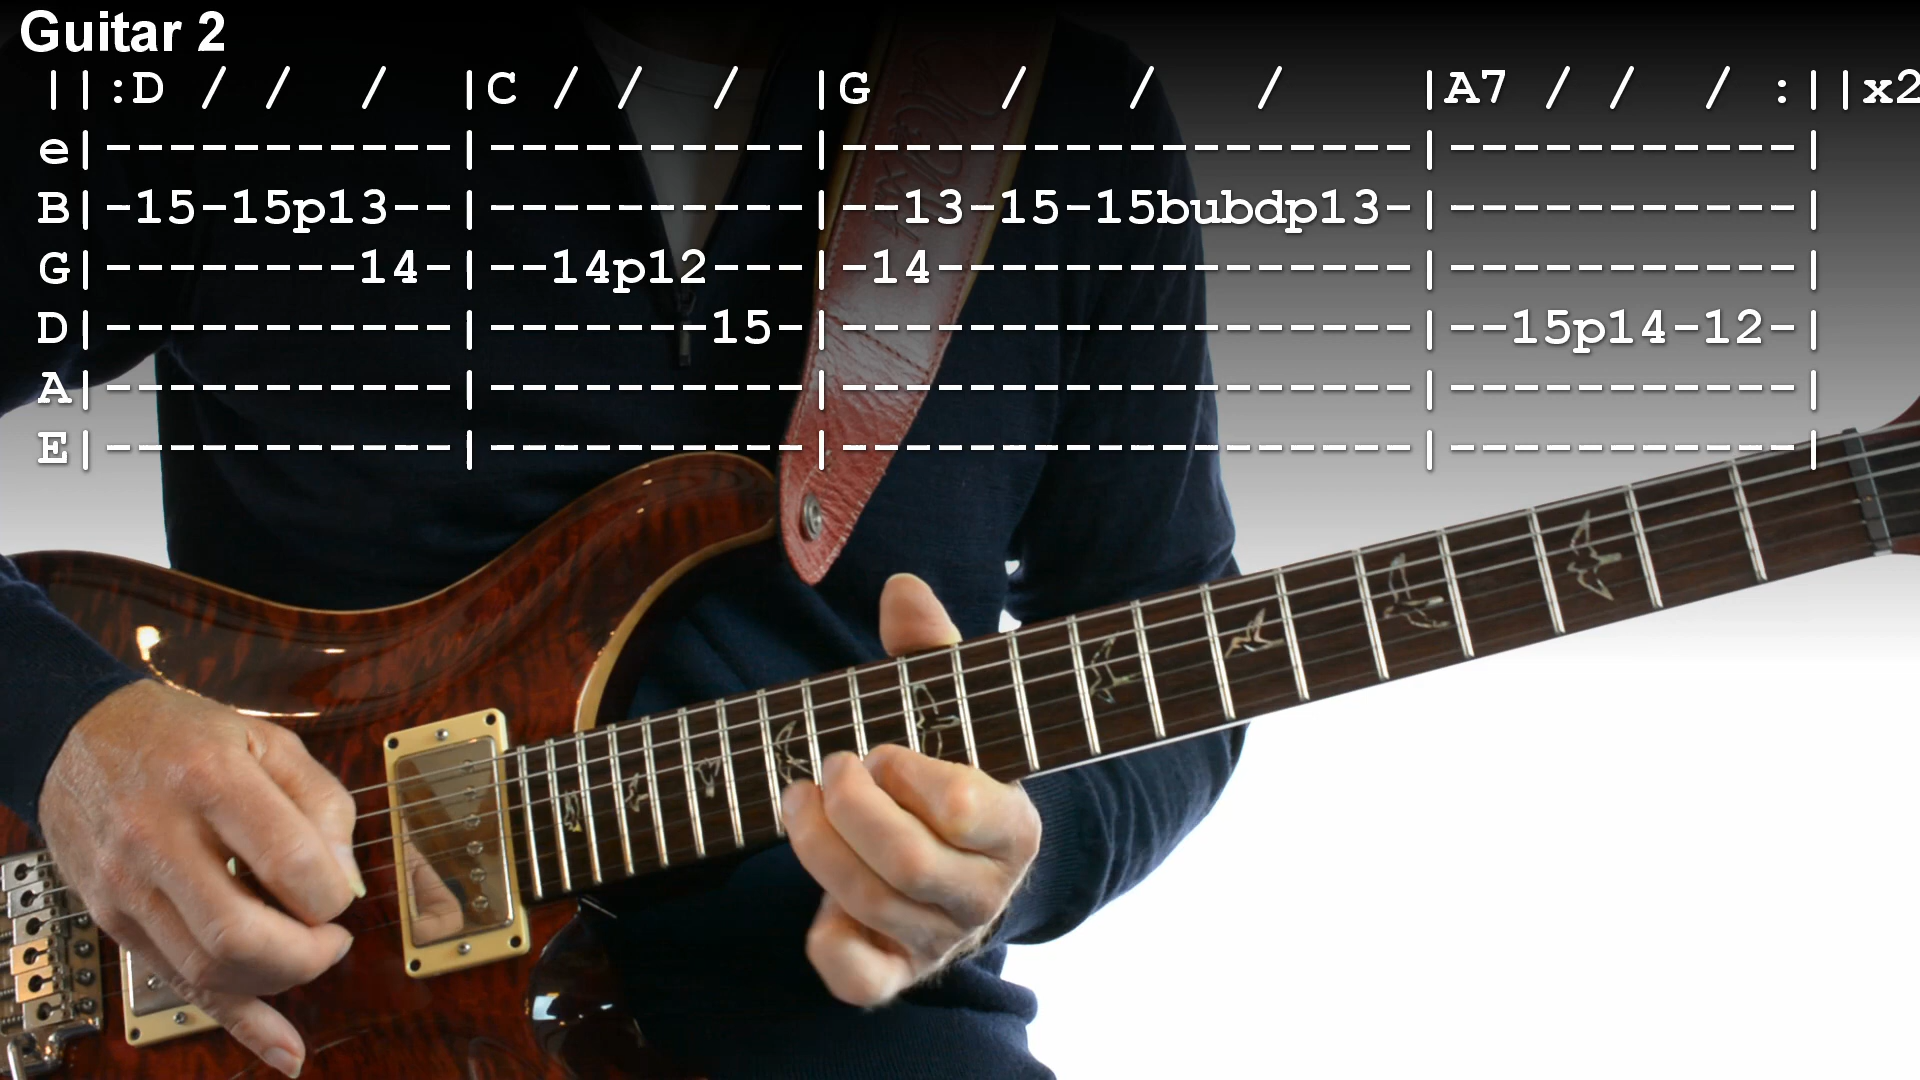 Guitar 2
||:D / /  /  |C / /  /  |G    /   /   /    |A7 / /  / :||x2
e|-----------|----------|------------------|-----------|
B|-15-15p13--|----------|--13-15-15bubdp13-|-----------|
G|--------14-|--14p12---|-14---------------|-----------|
D|-----------|-------15-|------------------|--15p14-12-|
A|-----------|----------|------------------|-----------|
E|-----------|----------|------------------|-----------|